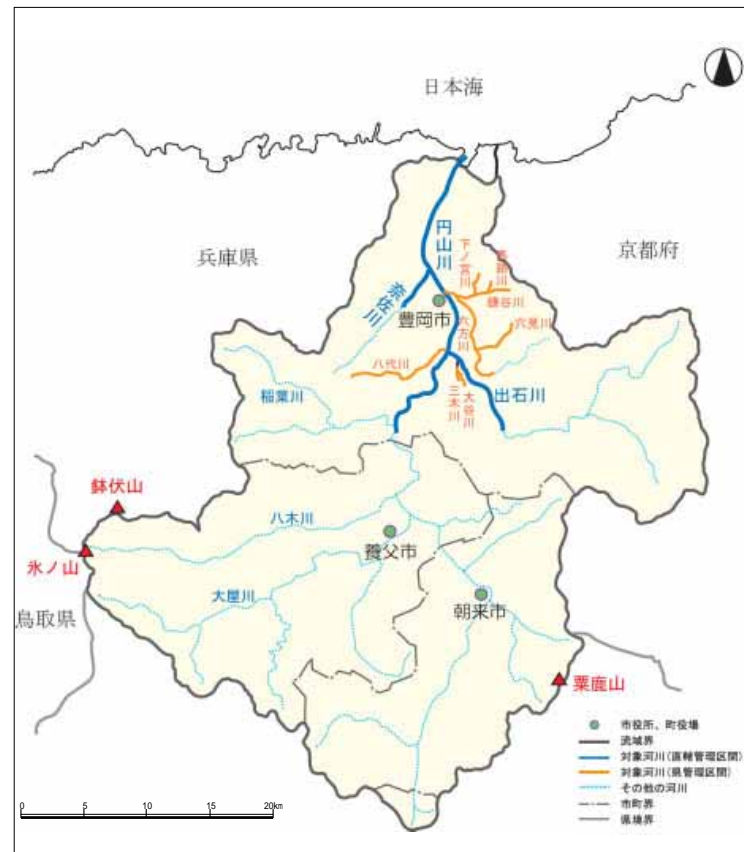 日本海
兵庫県
京都府
円山川
下ノ宮川
鎌谷川
奈佐川
豊岡市
六方川
穴見川
八代川
稲葉川
三木川
大谷川
出石川
鉢伏山
氷ノ山
八木川
養父市
大屋川
朝来市
鳥取県
粟鹿山
市役所、町役場
流域界
対象河川(直轄管理区間)
対象河川(県管理区間)
その他の河川
市町界
県境界
0 5 10 15 20km